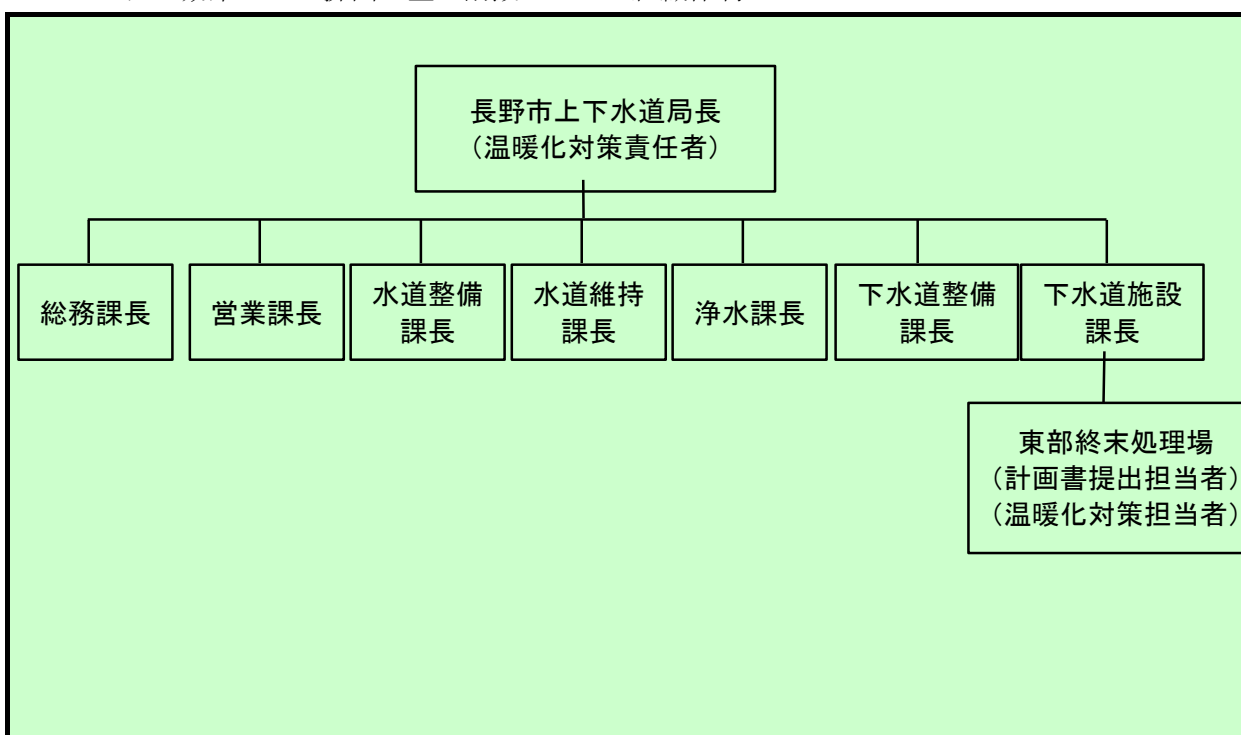 長野市上下水道局長
（温暖化対策責任者）
総務課長
営業課長
水道整備
課長
水道維持
課長
浄水課長
下水道整備
課長
下水道施設
課長
東部終末処理場
（計画書提出担当者）
（温暖化対策担当者）